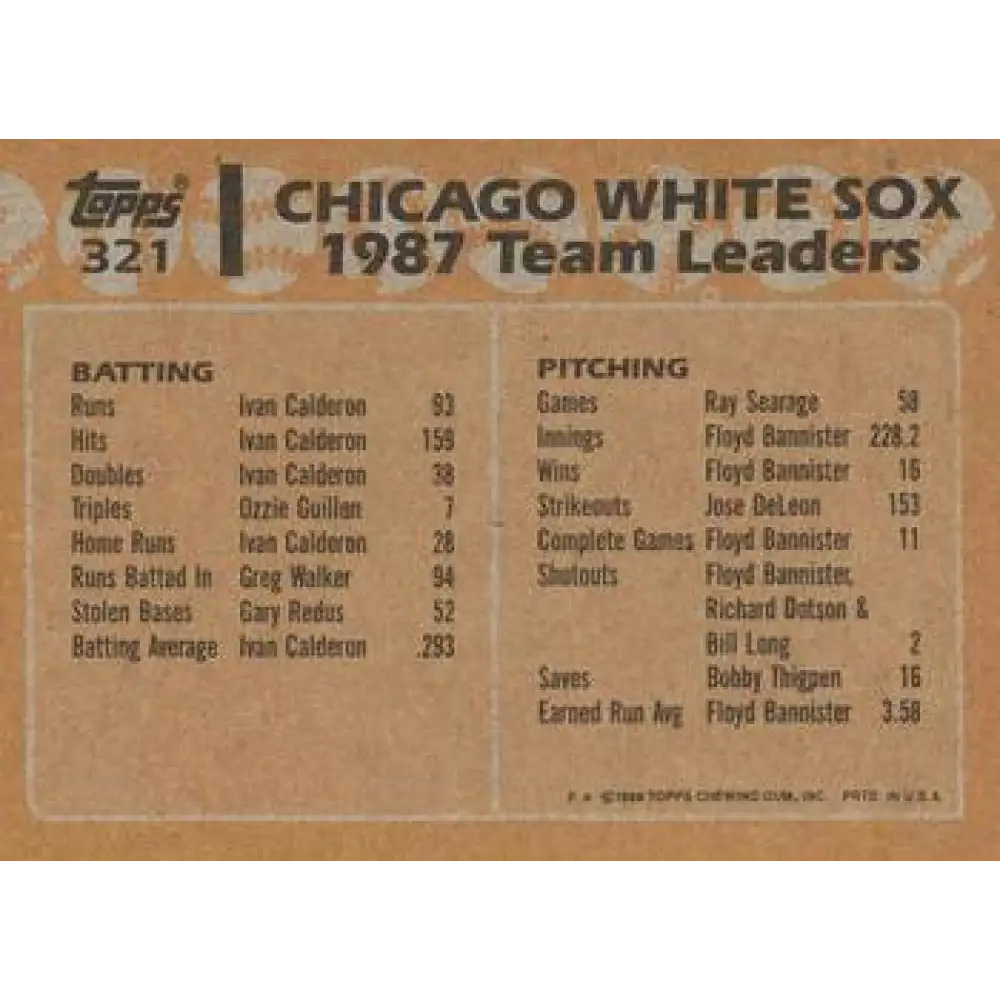 topps®
321
CHICAGO WHITE SOX
1987 Team Leaders
BATTING
Runs Ivan Calderon 93
Hits Ivan Calderon 159
Doubles Ivan Calderon 38
Triples Ozzie Guillen 7
Home Runs Ivan Calderon 28
Runs Batted In Greg Walker 94
Stolen Bases Gary Redus 52
Batting Average Ivan Calderon .293
PITCHING
Games Ray Searage 58
Innings Floyd Bannister 228.2
Wins Floyd Bannister 16
Strikeouts Jose DeLeon 153
Complete Games Floyd Bannister 11
Shutouts Floyd Bannister,
Richard Dotson &
Bill Long 2
Saves Bobby Thigpen 16
Earned Run Avg Floyd Bannister 3.58
© 1988 TOPPS CHEWING GUM, INC. PRTD. IN U.S.A.